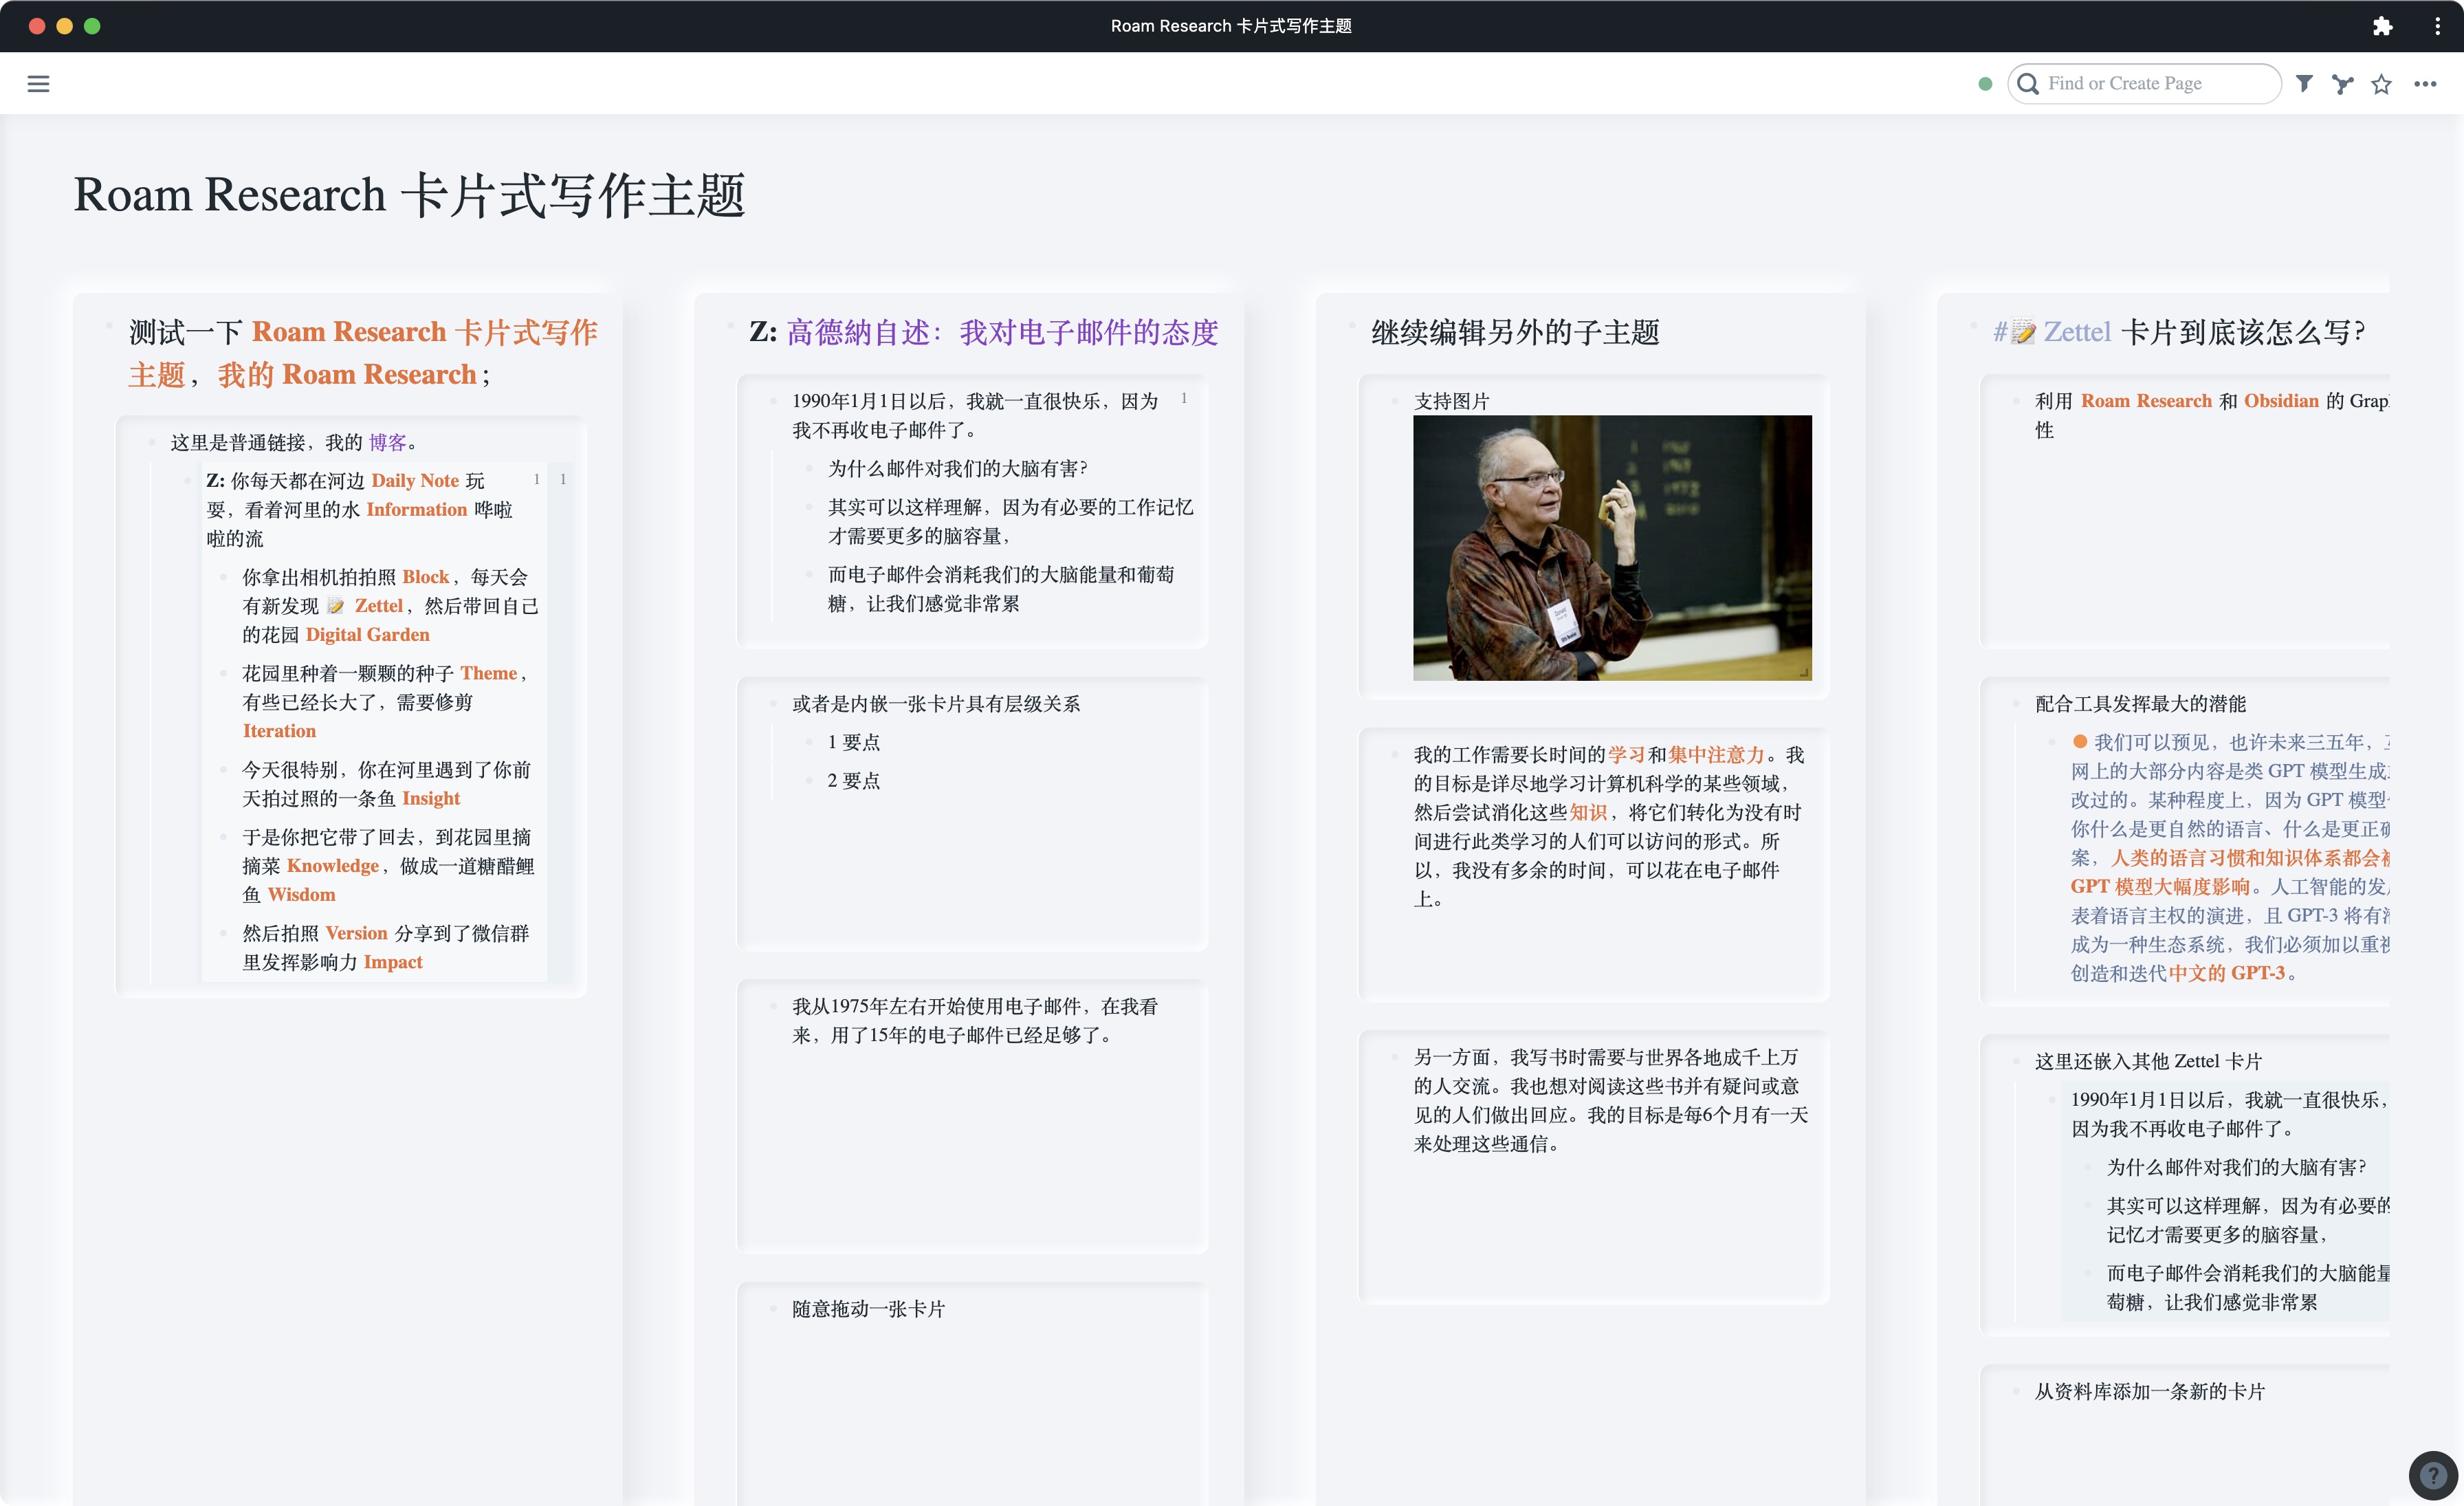 Roam Research 卡片式写作主题
Find or Create Page
Roam Research 卡片式写作主题
测试一下 Roam Research 卡片式写作
主题，我的 Roam Research；
这里是普通链接，我的 博客。
Z: 你每天都在河边 Daily Note 玩 1 1
耍，看着河里的水 Information 哗啦
啦的流
你拿出相机拍拍照 Block，每天会
有新发现 📝 Zettel，然后带回自己
的花园 Digital Garden
花园里种着一颗颗的种子 Theme，
有些已经长大了，需要修剪
Iteration
今天很特别，你在河里遇到了你前
天拍过照的一条鱼 Insight
于是你把它带了回去，到花园里摘
摘菜 Knowledge，做成一道糖醋鲤
鱼 Wisdom
然后拍照 Version 分享到了微信群
里发挥影响力 Impact
Z: 高德納自述：我对电子邮件的态度
1990年1月1日以后，我就一直很快乐，因为 1
我不再收电子邮件了。
为什么邮件对我们的大脑有害？
其实可以这样理解，因为有必要的工作记忆
才需要更多的脑容量，
而电子邮件会消耗我们的大脑能量和葡萄
糖，让我们感觉非常累
或者是内嵌一张卡片具有层级关系
1 要点
2 要点
我从1975年左右开始使用电子邮件，在我看
来，用了15年的电子邮件已经足够了。
随意拖动一张卡片
继续编辑另外的子主题
支持图片
我的工作需要长时间的学习和集中注意力。我
的目标是详尽地学习计算机科学的某些领域，
然后尝试消化这些知识，将它们转化为没有时
间进行此类学习的人们可以访问的形式。所
以，我没有多余的时间，可以花在电子邮件
上。
另一方面，我写书时需要与世界各地成千上万
的人交流。我也想对阅读这些书并有疑问或意
见的人们做出回应。我的目标是每6个月有一天
来处理这些通信。
#📝 Zettel 卡片到底该怎么写？
利用 Roam Research 和 Obsidian 的 Grap
性
配合工具发挥最大的潜能
我们可以预见，也许未来三五年，
网上的大部分内容是类 GPT 模型生成
改过的。某种程度上，因为 GPT 模型
你什么是更自然的语言、什么是更正确
案，人类的语言习惯和知识体系都会
GPT 模型大幅度影响。人工智能的发
表着语言主权的演进，且 GPT-3 将有
成为一种生态系统，我们必须加以重视
创造和迭代中文的 GPT-3。
这里还嵌入其他 Zettel 卡片
1990年1月1日以后，我就一直很快乐，
因为我不再收电子邮件了。
为什么邮件对我们的大脑有害？
其实可以这样理解，因为有必要的
记忆才需要更多的脑容量，
而电子邮件会消耗我们的大脑能量
萄糖，让我们感觉非常累
从资料库添加一条新的卡片
?